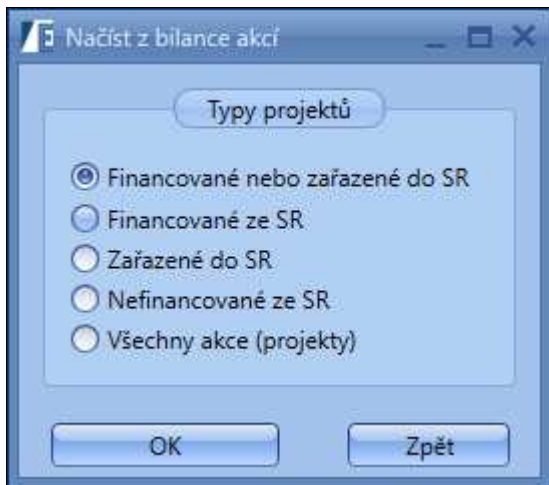 Načíst z bilance akcí
Typy projektů
Financované nebo zařazené do SR
Financované ze SR
Zařazené do SR
Nefinancované ze SR
Všechny akce (projekty)
OK
Zpět